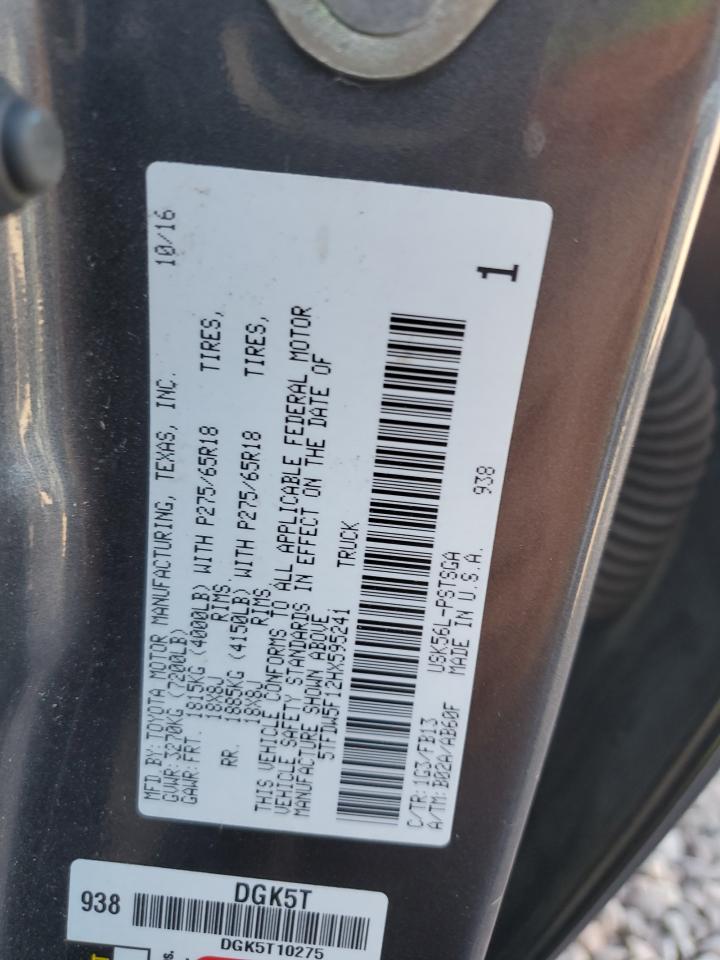 MFD BY: TOYOTA MOTOR MANUFACTURING, TEXAS, INC. 10/16
GVWR: 3270KG (7200LB)
GAWR: FRT. 1815KG (4000LB) WITH P275/65R18 TIRES,
18X8J RIMS,
RR. 1885KG (4150LB) WITH P275/65R18 TIRES,
18X8J RIMS
THIS VEHICLE CONFORMS TO ALL APPLICABLE FEDERAL MOTOR
VEHICLE SAFETY STANDARDS IN EFFECT ON THE DATE OF
MANUFACTURE SHOWN ABOVE.
5TFDW5F12HX595241 TRUCK
C/TR: 1G3/FB13 USK56L-PSTSGA 938
A/TM: B02A/AB60F MADE IN U.S.A.
1
DGK5T
938
DGK5T10275